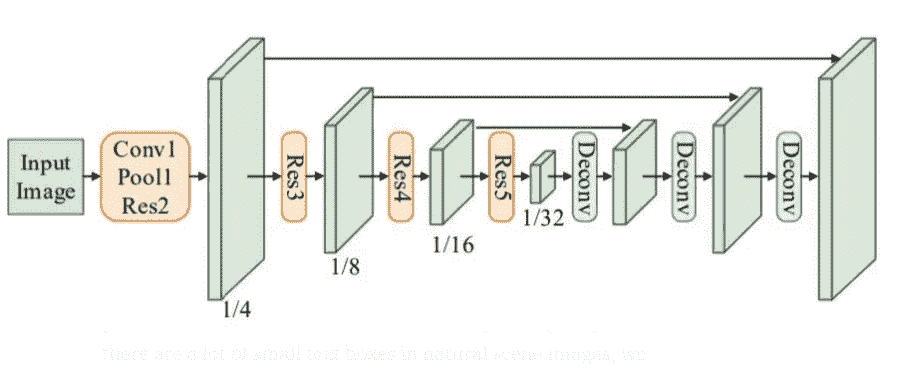 Input
Image
Conv1
Pool1
Res2
1/4
Res3
1/8
Res4
1/16
Res5
1/32
Deconv
Deconv
Deconv
there are a lot of small text boxes in natural scene images, we